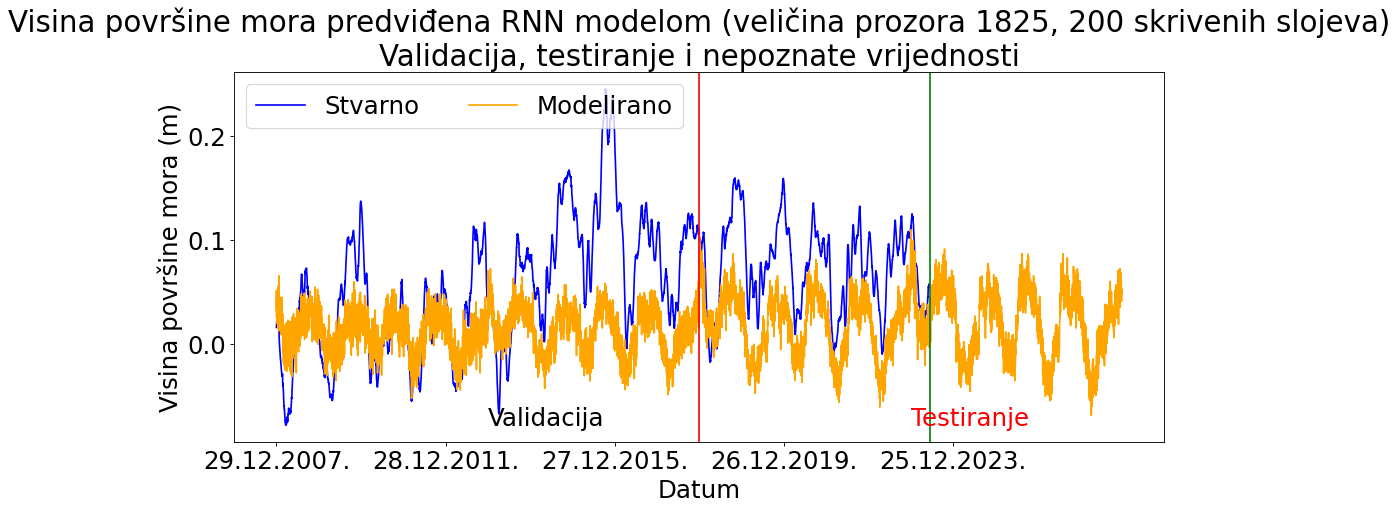 Visina površine mora predviđena RNN modelom (veličina prozora 1825, 200 skrivenih slojeva)
Validacija, testiranje i nepoznate vrijednosti
Stvarno Modelirano
Visina površine mora (m)
0.2
0.1
0.0
Validacija
Testiranje
29.12.2007. 28.12.2011. 27.12.2015. 26.12.2019. 25.12.2023.
Datum